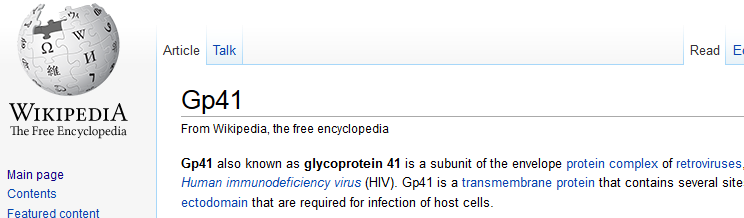 Ω W И 維
WIKIPEDIA
The Free Encyclopedia
Main page
Contents
Featured content
Article Talk Read
Gp41
From Wikipedia, the free encyclopedia
Gp41 also known as glycoprotein 41 is a subunit of the envelope protein complex of retroviruses,
Human immunodeficiency virus (HIV). Gp41 is a transmembrane protein that contains several site
ectodomain that are required for infection of host cells.